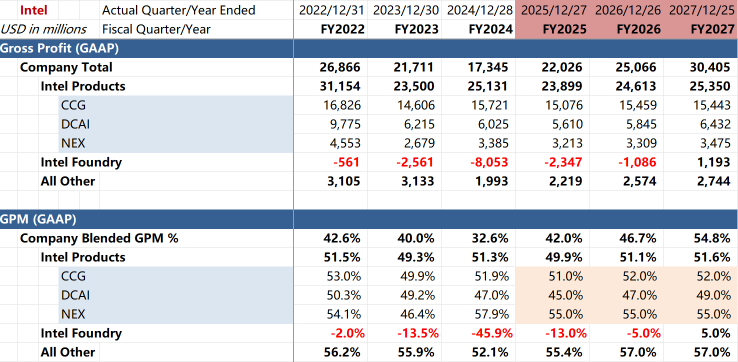 Intel Actual Quarter/Year Ended 2022/12/31 2023/12/30 2024/12/28 2025/12/27 2026/12/26 2027/12/25
USD in millions Fiscal Quarter/Year FY2022 FY2023 FY2024 FY2025 FY2026 FY2027
Gross Profit (GAAP)
Company Total 26,866 21,711 17,345 22,026 25,066 30,405
Intel Products 31,154 23,500 25,131 23,899 24,613 25,350
CCG 16,826 14,606 15,721 15,076 15,459 15,443
DCAI 9,775 6,215 6,025 5,610 5,845 6,432
NEX 4,553 2,679 3,385 3,213 3,309 3,475
Intel Foundry -561 -2,561 -8,053 -2,347 -1,086 1,193
All Other 3,105 3,133 1,993 2,219 2,574 2,744
GPM (GAAP)
Company Blended GPM % 42.6% 40.0% 32.6% 42.0% 46.7% 54.8%
Intel Products 51.5% 49.3% 51.3% 49.9% 51.1% 51.6%
CCG 53.0% 49.9% 51.9% 51.0% 52.0% 52.0%
DCAI 50.3% 49.2% 47.0% 45.0% 47.0% 49.0%
NEX 54.1% 46.4% 57.9% 55.0% 55.0% 55.0%
Intel Foundry -2.0% -13.5% -45.9% -13.0% -5.0% 5.0%
All Other 56.2% 55.9% 52.1% 55.4% 57.0% 57.0%